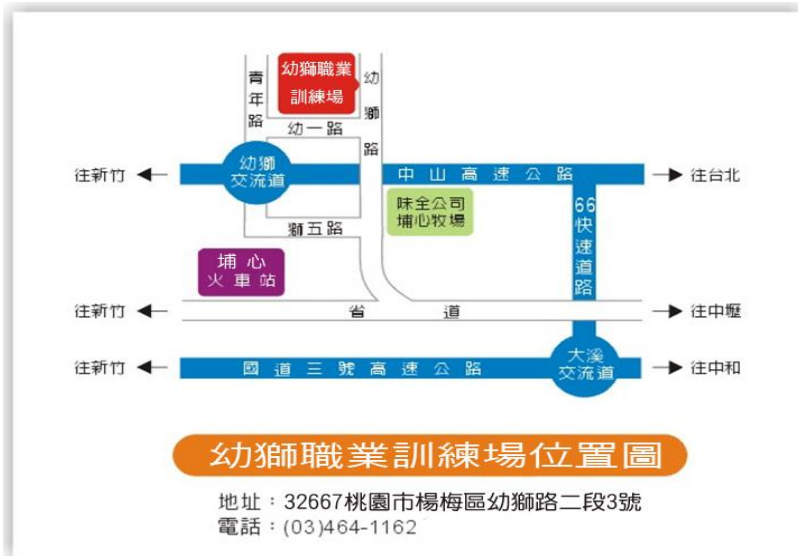 青年路
幼獅職業
訓練場
幼獅路
幼一路
往新竹
幼獅
交流道
中山高速公路
往台北
味全公司
埔心牧場
66快速道路
獅五路
埔心
火車站
往新竹
省道
往中壢
往新竹
國道三號高速公路
大溪
交流道
往中和
幼獅職業訓練場位置圖
地址：32667桃園市楊梅區幼獅路二段3號
電話：(03)464-1162